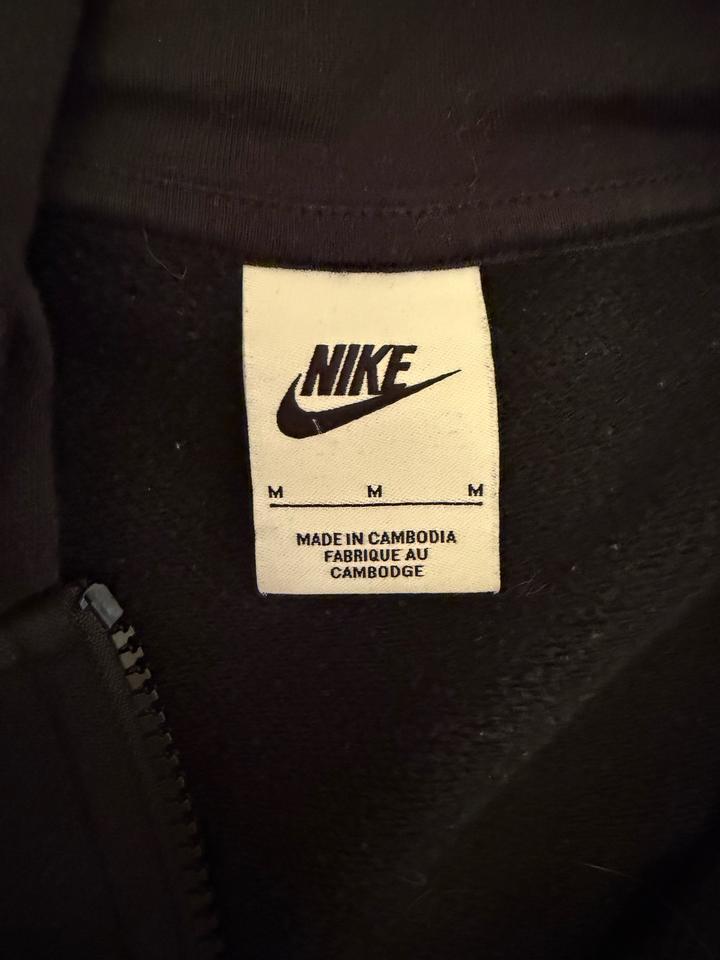 NIKE
M M M
MADE IN CAMBODIA
FABRIQUE AU
CAMBODGE